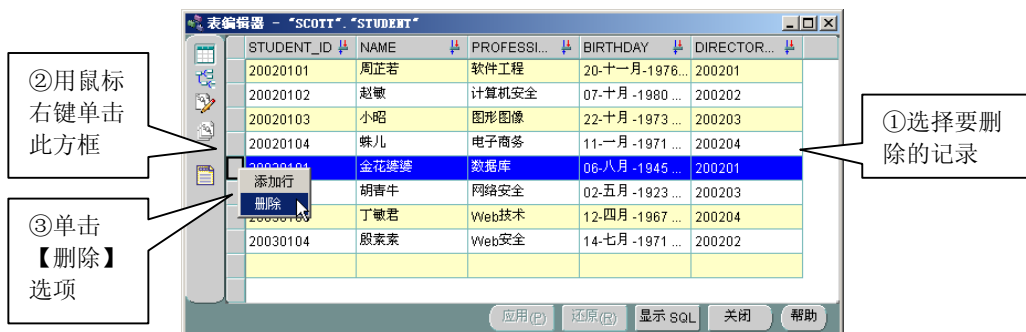 表编辑器 - "SCOTT"."STUDENT"
STUDENT_ID NAME PROFESSI... BIRTHDAY DIRECTOR...
20020101 周芷若 软件工程 20-十一月-1976... 200201
20020102 赵敏 计算机安全 07-十月 -1980 ... 200202
20020103 小昭 图形图像 22-十月 -1973 ... 200203
20020104 蛛儿 电子商务 11-一月 -1971 ... 200204
金花婆婆 数据库 06-八月 -1945 ... 200201
胡青牛 网络安全 02-五月 -1923 ... 200203
丁敏君 Web技术 12-四月 -1967 ... 200204
20030104 殷素素 Web安全 14-七月 -1971 ... 200202
添加行
删除
应用(P) 还原(R) 显示 SQL 关闭 帮助
②用鼠标
右键单击
此方框
③单击
【删除】
选项
①选择要删
除的记录